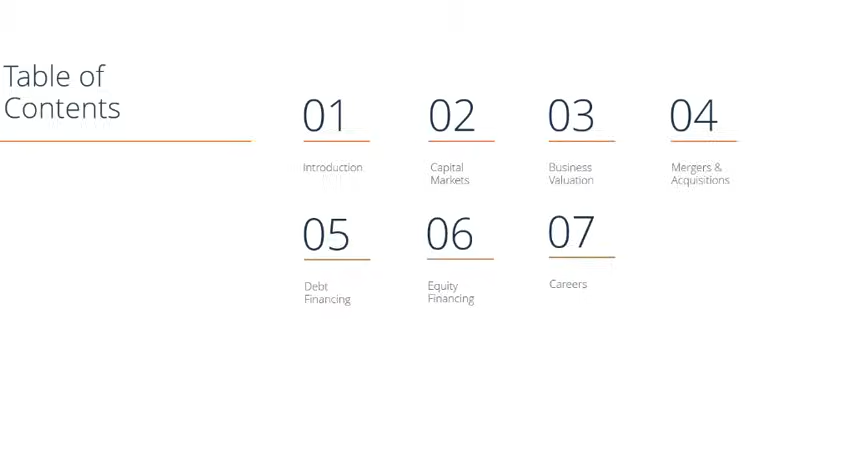 Table of
Contents
01
Introduction
02
Capital
Markets
03
Business
Valuation
04
Mergers &
Acquisitions
05
Debt
Financing
06
Equity
Financing
07
Careers